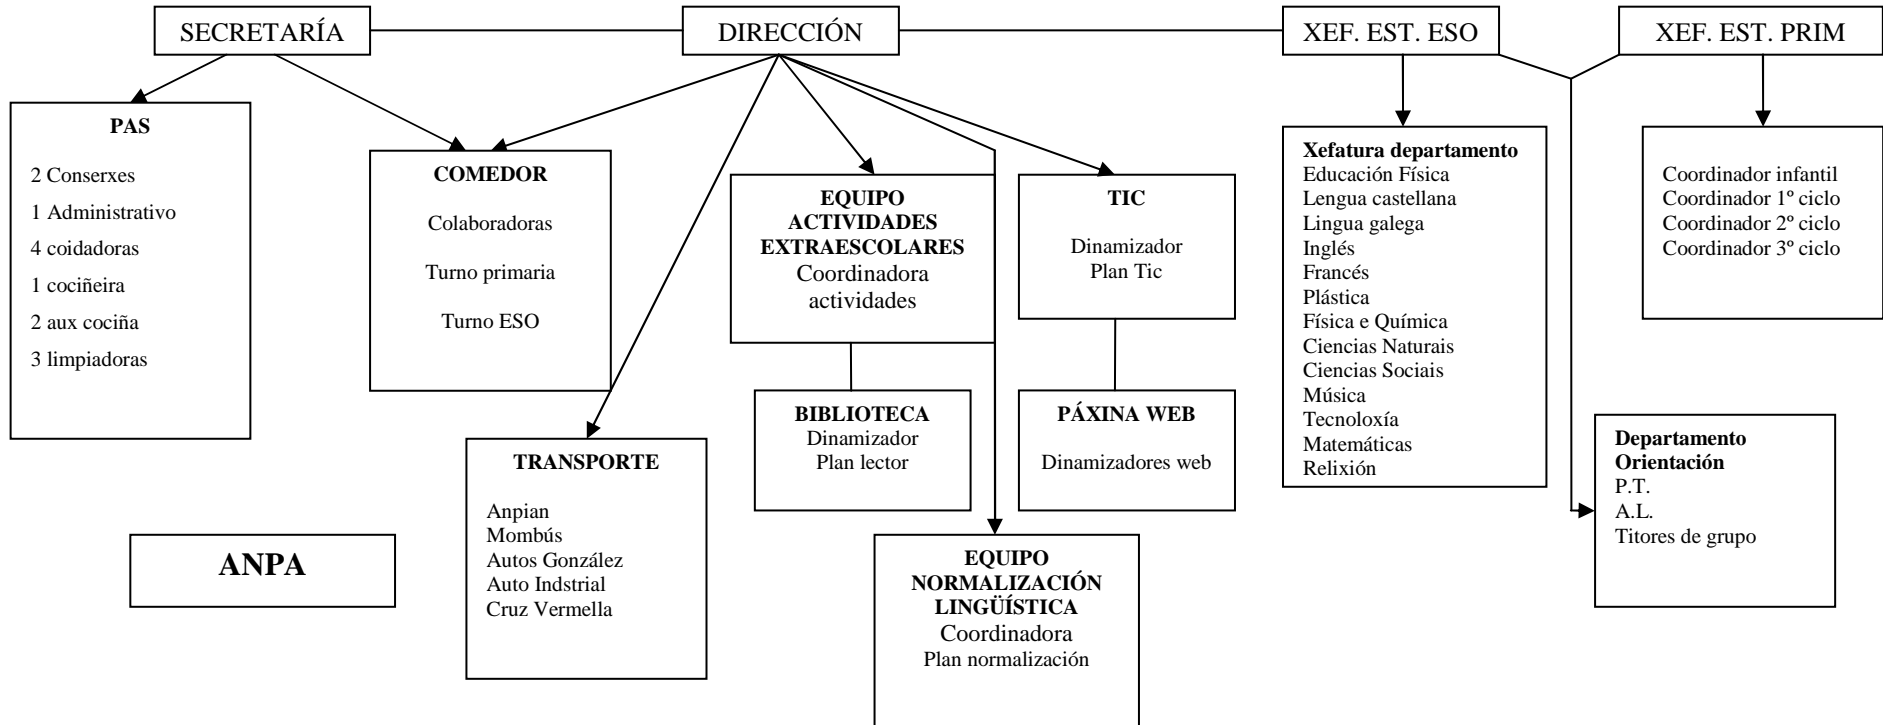 SECRETARÍA
DIRECCIÓN
XEF. EST. ESO
XEF. EST. PRIM
PAS
2 Conserxes
1 Administrativo
4 coidadoras
1 cociñeira
2 aux cociña
3 limpiadoras
COMEDOR
Colaboradoras
Turno primaria
Turno ESO
EQUIPO
ACTIVIDADES
EXTRAESCOLARES
Coordinadora
actividades
TIC
Dinamizador
Plan Tic
Xefatura departamento
Educación Física
Lengua castellana
Lingua galega
Inglés
Francés
Plástica
Física e Química
Ciencias Naturais
Ciencias Sociais
Música
Tecnoloxía
Matemáticas
Relixión
Coordinador infantil
Coordinador 1º ciclo
Coordinador 2º ciclo
Coordinador 3º ciclo
BIBLIOTECA
Dinamizador
Plan lector
PÁXINA WEB
Dinamizadores web
TRANSPORTE
Anpian
Mombús
Autos González
Auto Indstrial
Cruz Vermella
Departamento
Orientación
P.T.
A.L.
Titores de grupo
ANPA
EQUIPO
NORMALIZACIÓN
LINGÜÍSTICA
Coordinadora
Plan normalización